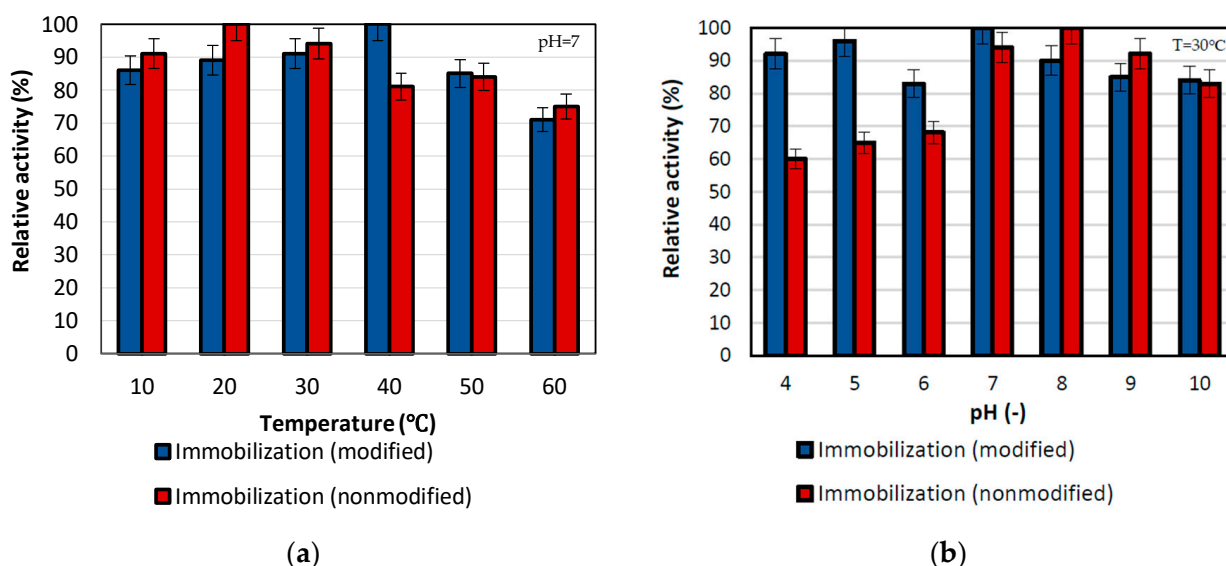 100
90
80
70
60
50
40
30
20
10
0
Relative activity (%)
pH=7
10 20 30 40 50 60
Temperature (℃)
Immobilization (modified)
Immobilization (nonmodified)
(a)
100
90
80
70
60
50
40
30
20
10
0
Relative activity (%)
T=30℃
4 5 6 7 8 9 10
pH (-)
Immobilization (modified)
Immobilization (nonmodified)
(b)